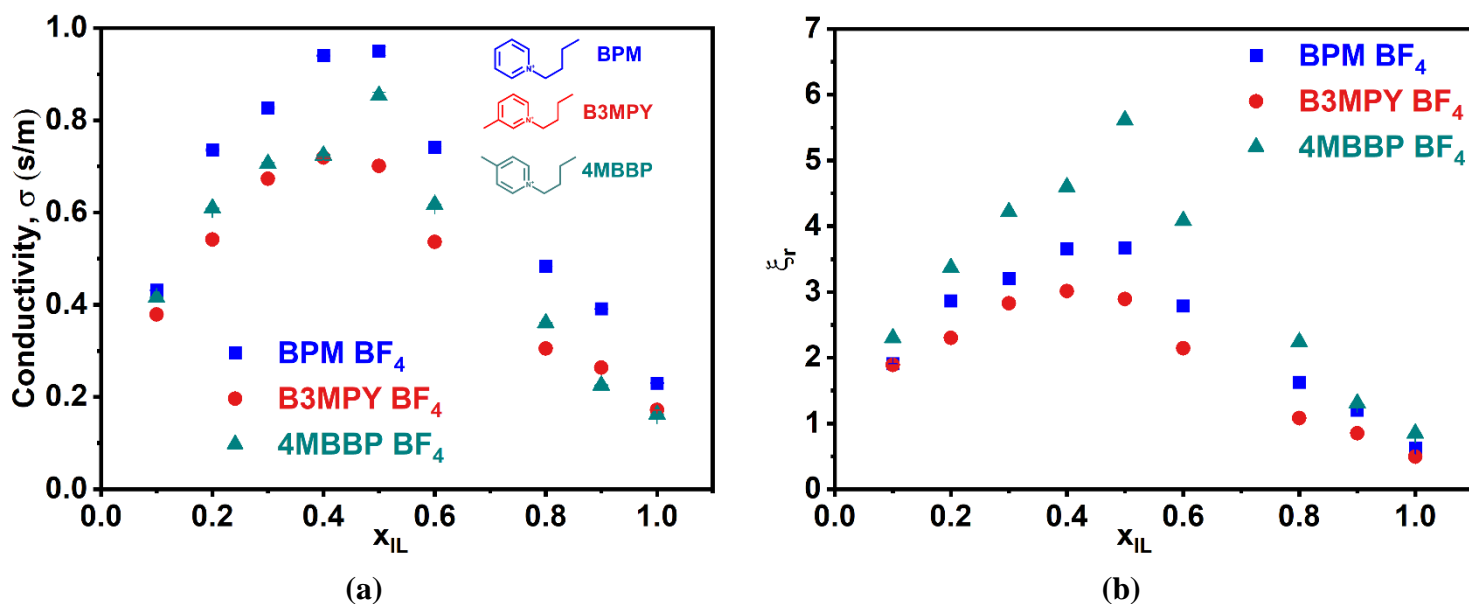 1.0
0.8
0.6
0.4
0.2
0.0
Conductivity, σ (s/m)
N⁺ BPM
N⁺ B3MPY
N⁺ 4MBBP
BPM BF₄
B3MPY BF₄
4MBBP BF₄
0.0 0.2 0.4 0.6 0.8 1.0
x_IL
(a)
7
6
5
4
3
2
1
0
ξ_r
BPM BF₄
B3MPY BF₄
4MBBP BF₄
0.0 0.2 0.4 0.6 0.8 1.0
x_IL
(b)